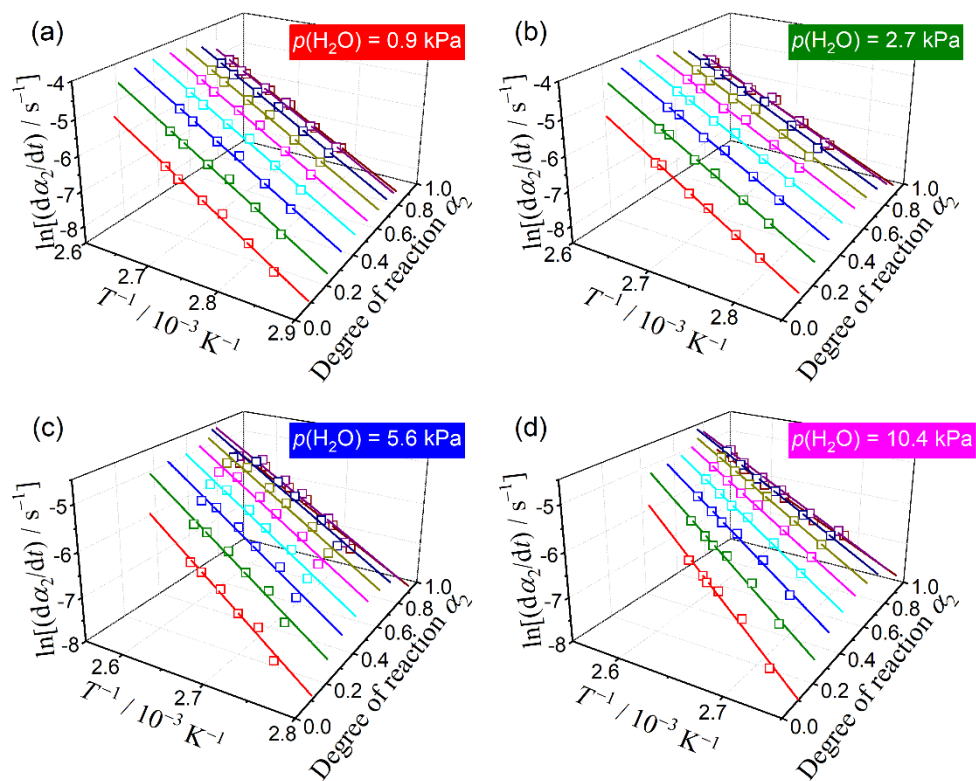 (a)
p(H₂O) = 0.9 kPa
ln[(dα₂/dt) / s⁻¹]
-4
-5
-6
-7
-8
2.6
2.7
2.8
2.9
T⁻¹ / 10⁻³ K⁻¹
0.0
0.2
0.4
0.6
0.8
1.0
Degree of reaction α₂
(b)
p(H₂O) = 2.7 kPa
ln[(dα₂/dt) / s⁻¹]
-4
-5
-6
-7
-8
2.6
2.7
2.8
T⁻¹ / 10⁻³ K⁻¹
0.0
0.2
0.4
0.6
0.8
1.0
Degree of reaction α₂
(c)
p(H₂O) = 5.6 kPa
ln[(dα₂/dt) / s⁻¹]
-5
-6
-7
-8
2.6
2.7
2.8
T⁻¹ / 10⁻³ K⁻¹
0.0
0.2
0.4
0.6
0.8
1.0
Degree of reaction α₂
(d)
p(H₂O) = 10.4 kPa
ln[(dα₂/dt) / s⁻¹]
-5
-6
-7
-8
2.6
2.7
T⁻¹ / 10⁻³ K⁻¹
0.0
0.2
0.4
0.6
0.8
1.0
Degree of reaction α₂